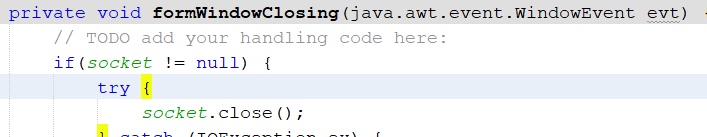 private void formWindowClosing(java.awt.event.WindowEvent evt) {
// TODO add your handling code here:
if(socket != null) {
try {
socket.close();
} catch (IOException ex) {